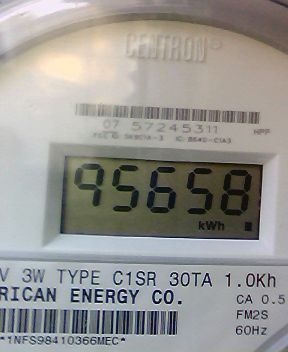 CENTRON
07 57245311 HPP
95658
kWh
V 3W TYPE C1SR 30TA 1.0Kh
RICAN ENERGY CO. CA 0.5
FM2S
60Hz
*1NFS98410366MEC*